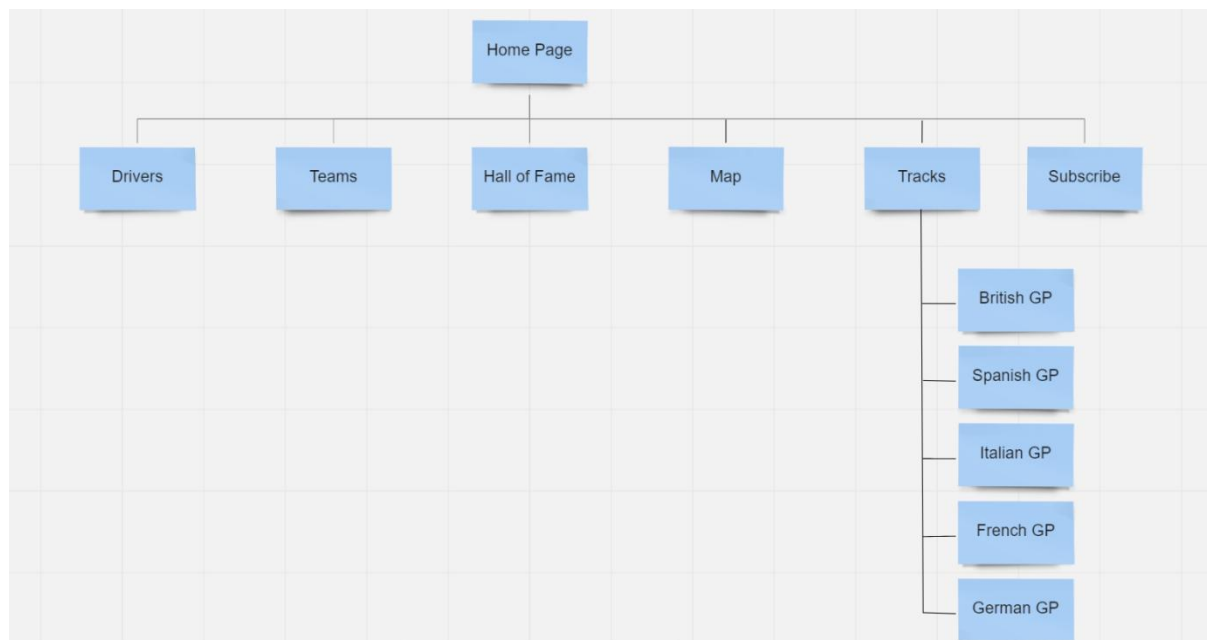 Home Page
Drivers
Teams
Hall of Fame
Map
Tracks
Subscribe
British GP
Spanish GP
Italian GP
French GP
German GP